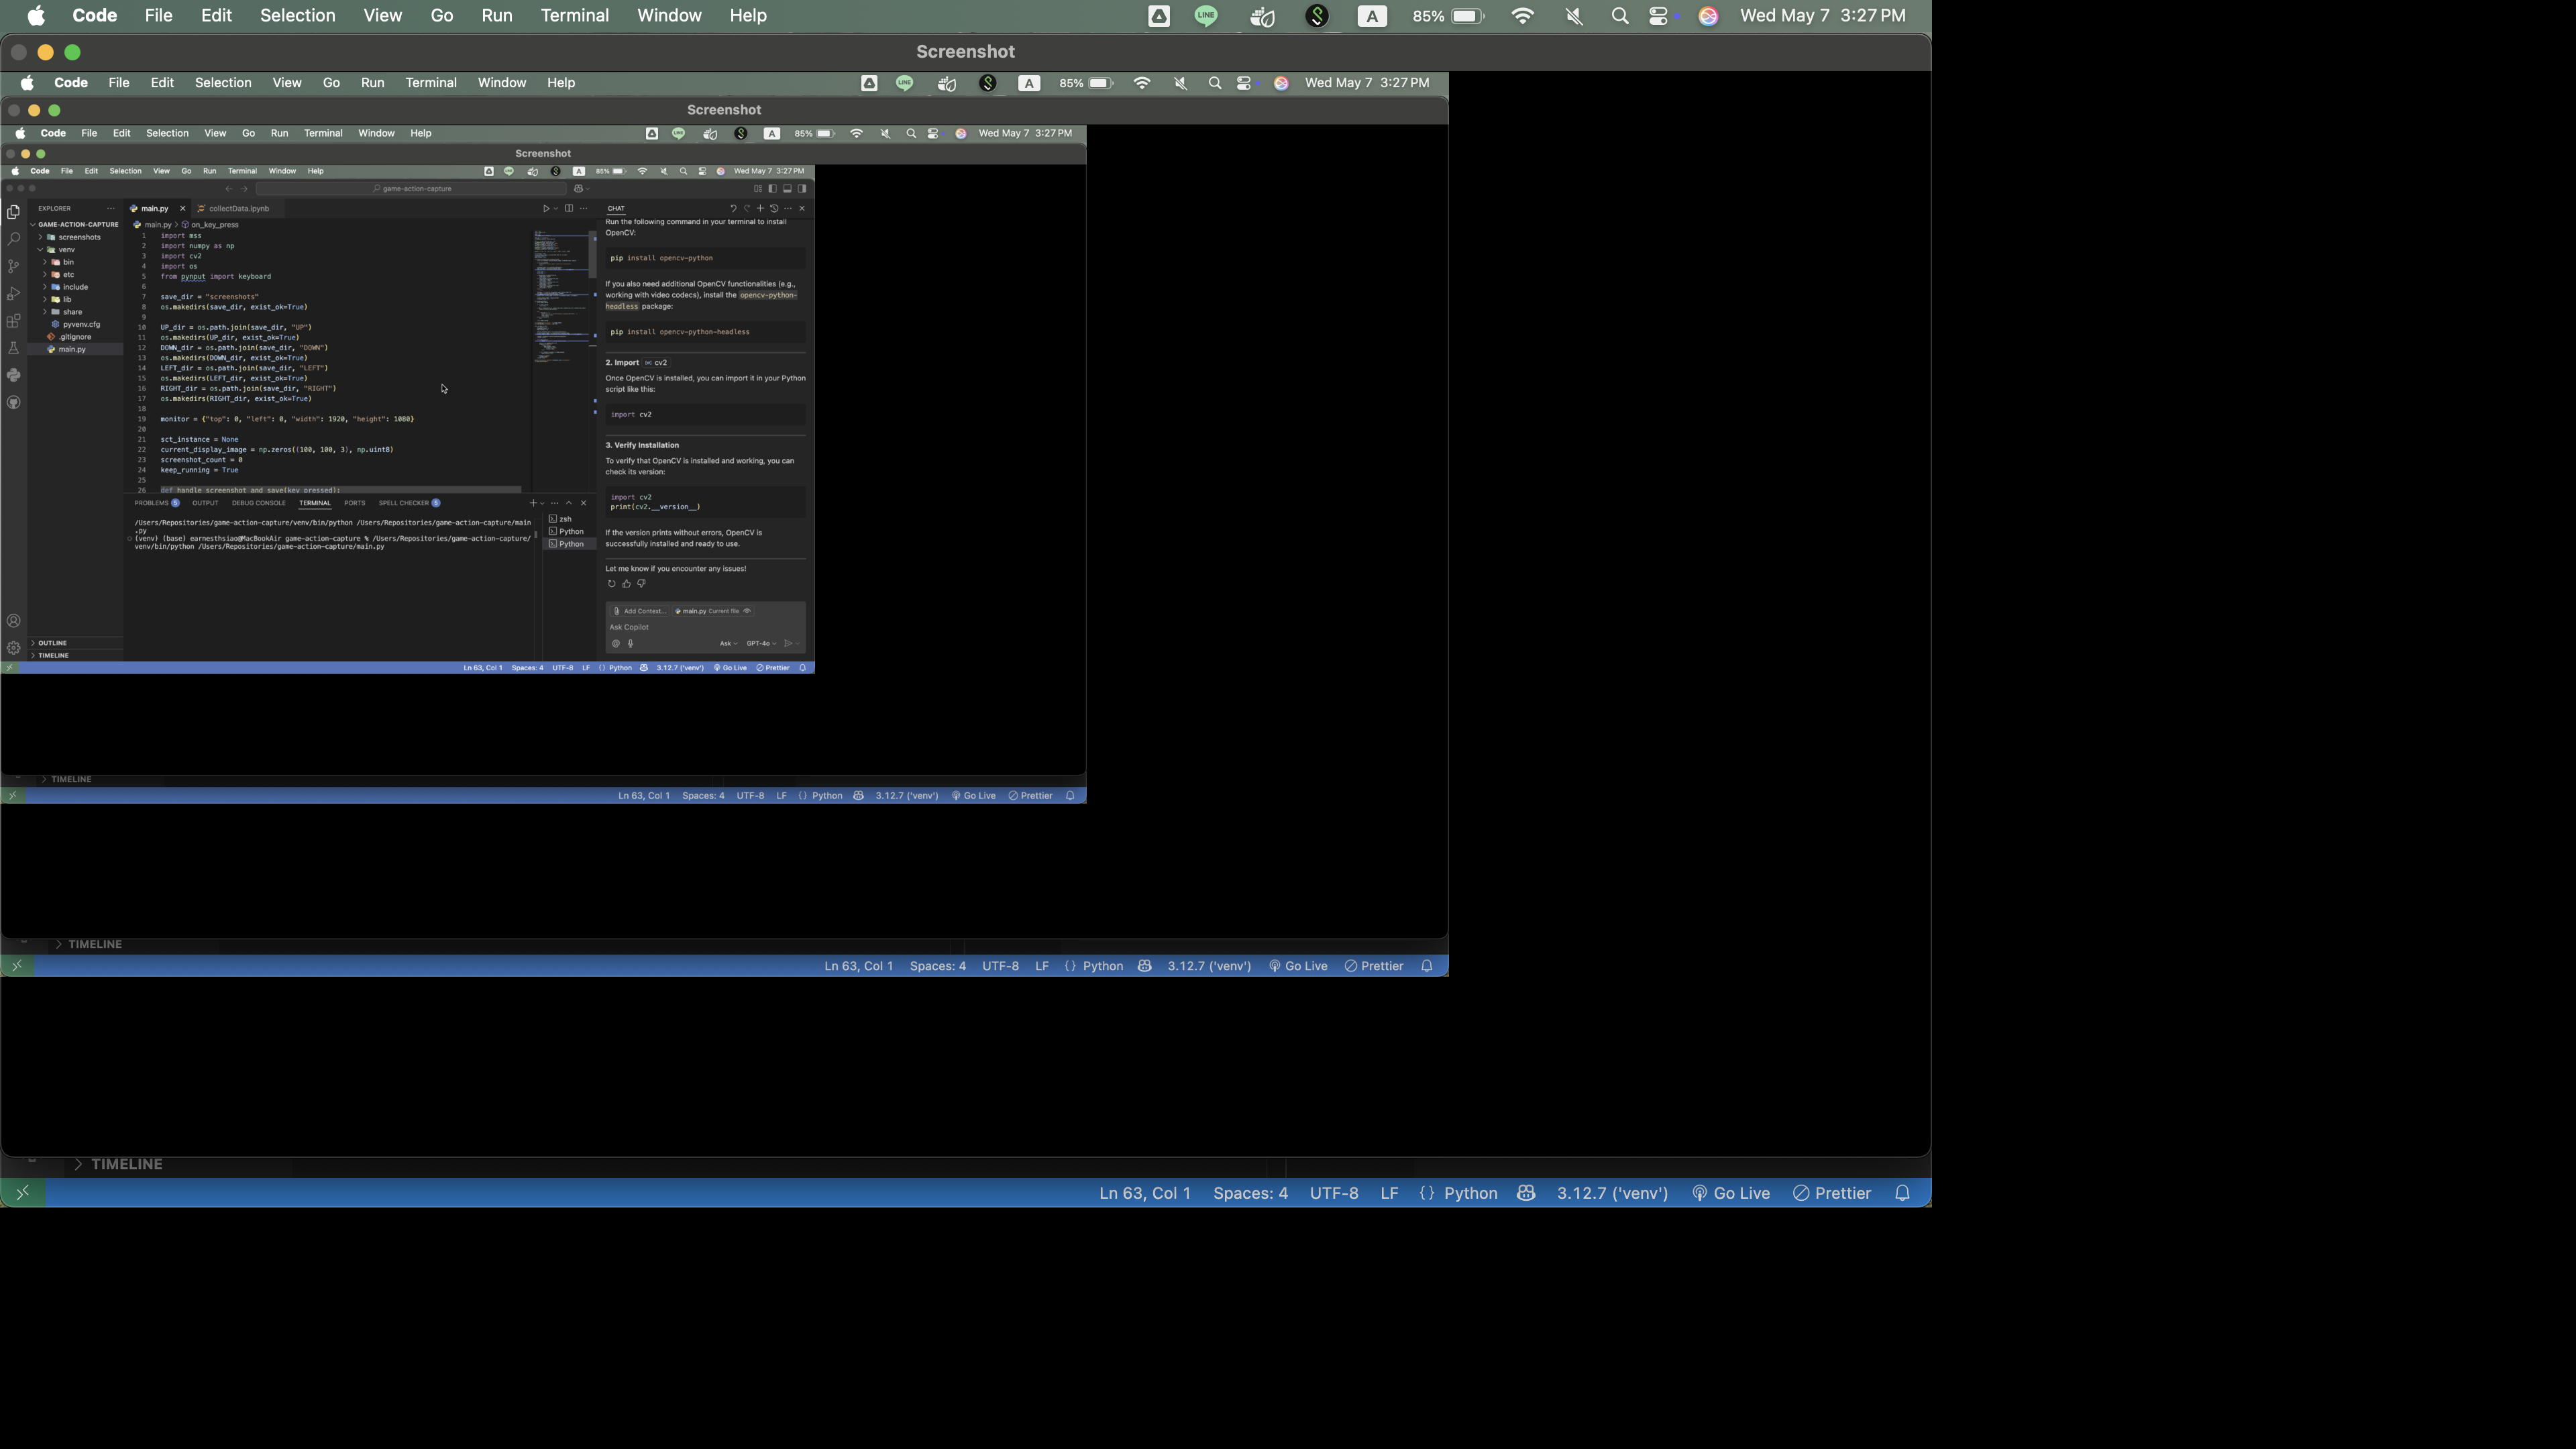 Code File Edit Selection View Go Run Terminal Window Help LINE A 85% Wed May 7 3:27 PM
Screenshot
Code File Edit Selection View Go Run Terminal Window Help LINE A 85% Wed May 7 3:27 PM
Screenshot
Code File Edit Selection View Go Run Terminal Window Help LINE A 85% Wed May 7 3:27 PM
Screenshot
Code File Edit Selection View Go Run Terminal Window Help A 85% Wed May 7 3:27 PM
game-action-capture
EXPLORER
GAME-ACTION-CAPTURE
screenshots
venv
bin
etc
include
lib
share
pyvenv.cfg
.gitignore
main.py
OUTLINE
TIMELINE
main.py collectData.ipynb
main.py > on_key_press
1 import mss
2 import numpy as np
3 import cv2
4 import os
5 from pynput import keyboard
6
7 save_dir = "screenshots"
8 os.makedirs(save_dir, exist_ok=True)
9
10 UP_dir = os.path.join(save_dir, "UP")
11 os.makedirs(UP_dir, exist_ok=True)
12 DOWN_dir = os.path.join(save_dir, "DOWN")
13 os.makedirs(DOWN_dir, exist_ok=True)
14 LEFT_dir = os.path.join(save_dir, "LEFT")
15 os.makedirs(LEFT_dir, exist_ok=True)
16 RIGHT_dir = os.path.join(save_dir, "RIGHT")
17 os.makedirs(RIGHT_dir, exist_ok=True)
18
19 monitor = {"top": 0, "left": 0, "width": 1920, "height": 1080}
20
21 sct_instance = None
22 current_display_image = np.zeros((100, 100, 3), np.uint8)
23 screenshot_count = 0
24 keep_running = True
25
26 def handle_screenshot_and_save(key_pressed):
PROBLEMS 5 OUTPUT DEBUG CONSOLE TERMINAL PORTS SPELL CHECKER 5
/Users/Repositories/game-action-capture/venv/bin/python /Users/Repositories/game-action-capture/main
.py
(venv) (base) earnesthsiao@MacBookAir game-action-capture % /Users/Repositories/game-action-capture/
venv/bin/python /Users/Repositories/game-action-capture/main.py
zsh
Python
Python
CHAT
Run the following command in your terminal to install
OpenCV:
pip install opencv-python
If you also need additional OpenCV functionalities (e.g.,
working with video codecs), install the opencv-python-
headless package:
pip install opencv-python-headless
2. Import cv2
Once OpenCV is installed, you can import it in your Python
script like this:
import cv2
3. Verify Installation
To verify that OpenCV is installed and working, you can
check its version:
import cv2
print(cv2.__version__)
If the version prints without errors, OpenCV is
successfully installed and ready to use.
Let me know if you encounter any issues!
Add Context... main.py Current file
Ask Copilot
Ask GPT-4o
Ln 63, Col 1 Spaces: 4 UTF-8 LF {} Python 3.12.7 ('venv') Go Live Prettier
TIMELINE
Ln 63, Col 1 Spaces: 4 UTF-8 LF {} Python 3.12.7 ('venv') Go Live Prettier
TIMELINE
Ln 63, Col 1 Spaces: 4 UTF-8 LF {} Python 3.12.7 ('venv') Go Live Prettier
TIMELINE
Ln 63, Col 1 Spaces: 4 UTF-8 LF {} Python 3.12.7 ('venv') Go Live Prettier